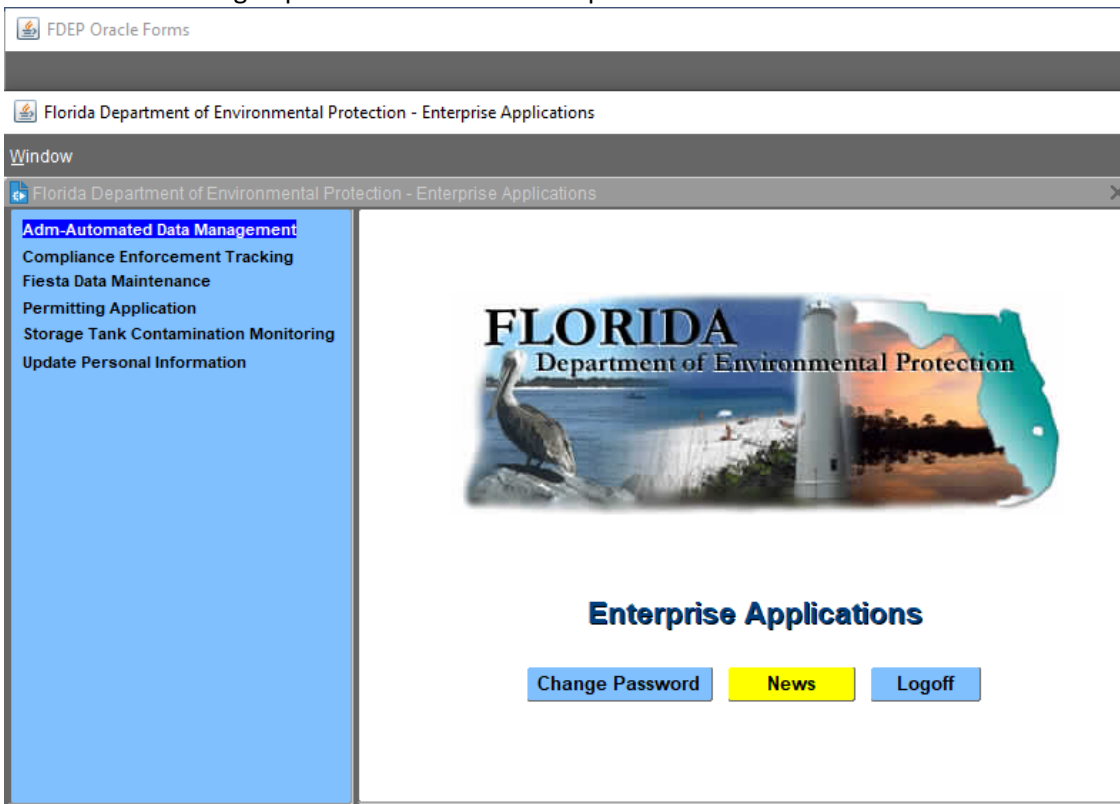 FDEP Oracle Forms
Florida Department of Environmental Protection - Enterprise Applications
Window
Florida Department of Environmental Protection - Enterprise Applications
Adm-Automated Data Management
Compliance Enforcement Tracking
Fiesta Data Maintenance
Permitting Application
Storage Tank Contamination Monitoring
Update Personal Information
FLORIDA
Department of Environmental Protection
Enterprise Applications
Change Password
News
Logoff